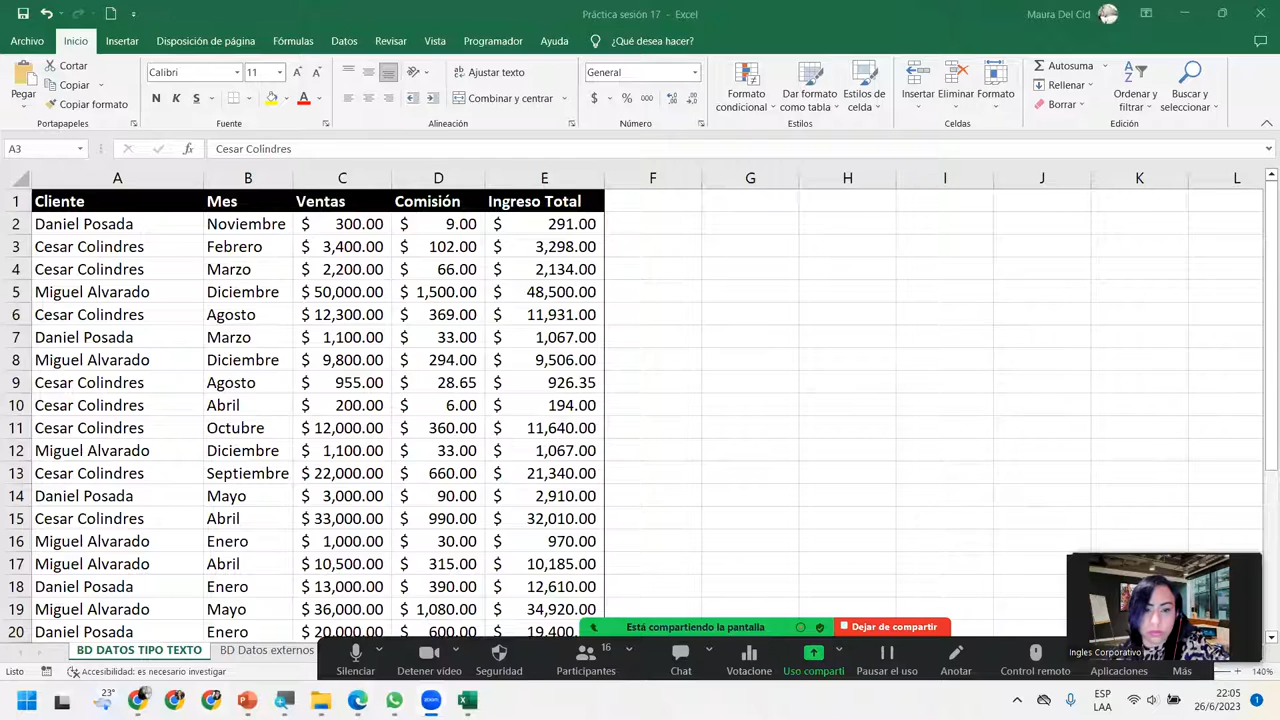 Práctica sesión 17 - Excel
Maura Del Cid
Archivo Inicio Insertar Disposición de página Fórmulas Datos Revisar Vista Programador Ayuda ¿Qué desea hacer?
Pegar
Cortar
Copiar
Copiar formato
Portapapeles
Calibri 11
N K S
Fuente
Ajustar texto
Combinar y centrar
Alineación
General
$ % 000
Número
Formato condicional
Dar formato como tabla
Estilos de celda
Estilos
Insertar Eliminar Formato
Celdas
Autosuma
Rellenar
Borrar
Ordenar y filtrar
Buscar y seleccionar
Edición
A3 fx Cesar Colindres
A B C D E F G H I J K L
1 Cliente Mes Ventas Comisión Ingreso Total
2 Daniel Posada Noviembre $ 300.00 $ 9.00 $ 291.00
3 Cesar Colindres Febrero $ 3,400.00 $ 102.00 $ 3,298.00
4 Cesar Colindres Marzo $ 2,200.00 $ 66.00 $ 2,134.00
5 Miguel Alvarado Diciembre $ 50,000.00 $ 1,500.00 $ 48,500.00
6 Cesar Colindres Agosto $ 12,300.00 $ 369.00 $ 11,931.00
7 Daniel Posada Marzo $ 1,100.00 $ 33.00 $ 1,067.00
8 Miguel Alvarado Diciembre $ 9,800.00 $ 294.00 $ 9,506.00
9 Cesar Colindres Agosto $ 955.00 $ 28.65 $ 926.35
10 Cesar Colindres Abril $ 200.00 $ 6.00 $ 194.00
11 Cesar Colindres Octubre $ 12,000.00 $ 360.00 $ 11,640.00
12 Miguel Alvarado Diciembre $ 1,100.00 $ 33.00 $ 1,067.00
13 Cesar Colindres Septiembre $ 22,000.00 $ 660.00 $ 21,340.00
14 Daniel Posada Mayo $ 3,000.00 $ 90.00 $ 2,910.00
15 Cesar Colindres Abril $ 33,000.00 $ 990.00 $ 32,010.00
16 Miguel Alvarado Enero $ 1,000.00 $ 30.00 $ 970.00
17 Miguel Alvarado Abril $ 10,500.00 $ 315.00 $ 10,185.00
18 Daniel Posada Enero $ 13,000.00 $ 390.00 $ 12,610.00
19 Miguel Alvarado Mayo $ 36,000.00 $ 1,080.00 $ 34,920.00
20 Daniel Posada Enero $ 20,000.00 $ 600.00 $ 19,400.
Está compartiendo la pantalla Dejar de compartir
BD DATOS TIPO TEXTO BD Datos externos
Ingles Corporativo
16
Silenciar Detener video Seguridad Participantes Chat Votaciones Uso comparti Pausar el uso Anotar Control remoto Aplicaciones Más
Listo Accesibilidad: es necesario investigar
140%
23°
ESP
LAA
22:05
26/6/2023
1